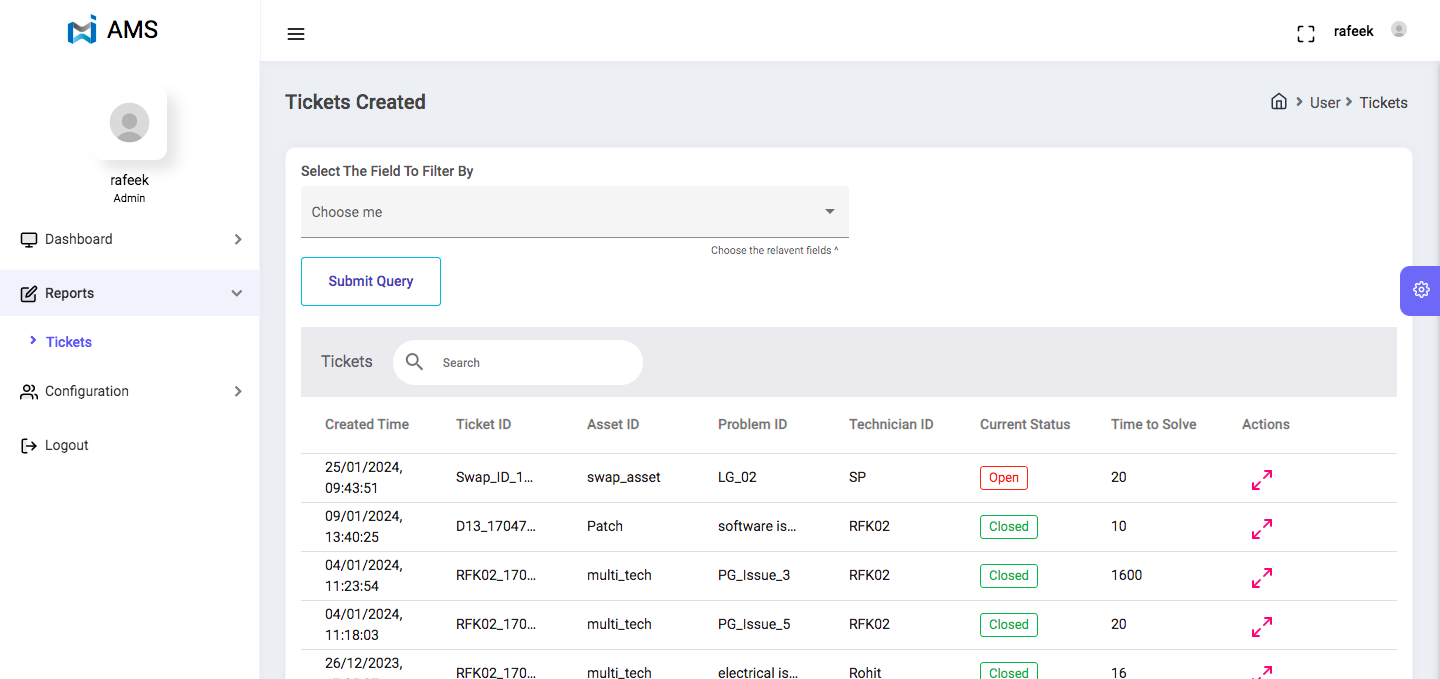 AMS
rafeek
rafeek
Admin
Dashboard
Reports
Tickets
Configuration
Logout
Tickets Created
User
Tickets
Select The Field To Filter By
Choose me
Choose the relavent fields ^
Submit Query
Tickets
Search
Created Time Ticket ID Asset ID Problem ID Technician ID Current Status Time to Solve Actions
25/01/2024,
09:43:51 Swap_ID_1... swap_asset LG_02 SP Open 20
09/01/2024,
13:40:25 D13_17047... Patch software is... RFK02 Closed 10
04/01/2024,
11:23:54 RFK02_170... multi_tech PG_Issue_3 RFK02 Closed 1600
04/01/2024,
11:18:03 RFK02_170... multi_tech PG_Issue_5 RFK02 Closed 20
26/12/2023,
RFK02_170... multi_tech electrical is... Rohit Closed 16